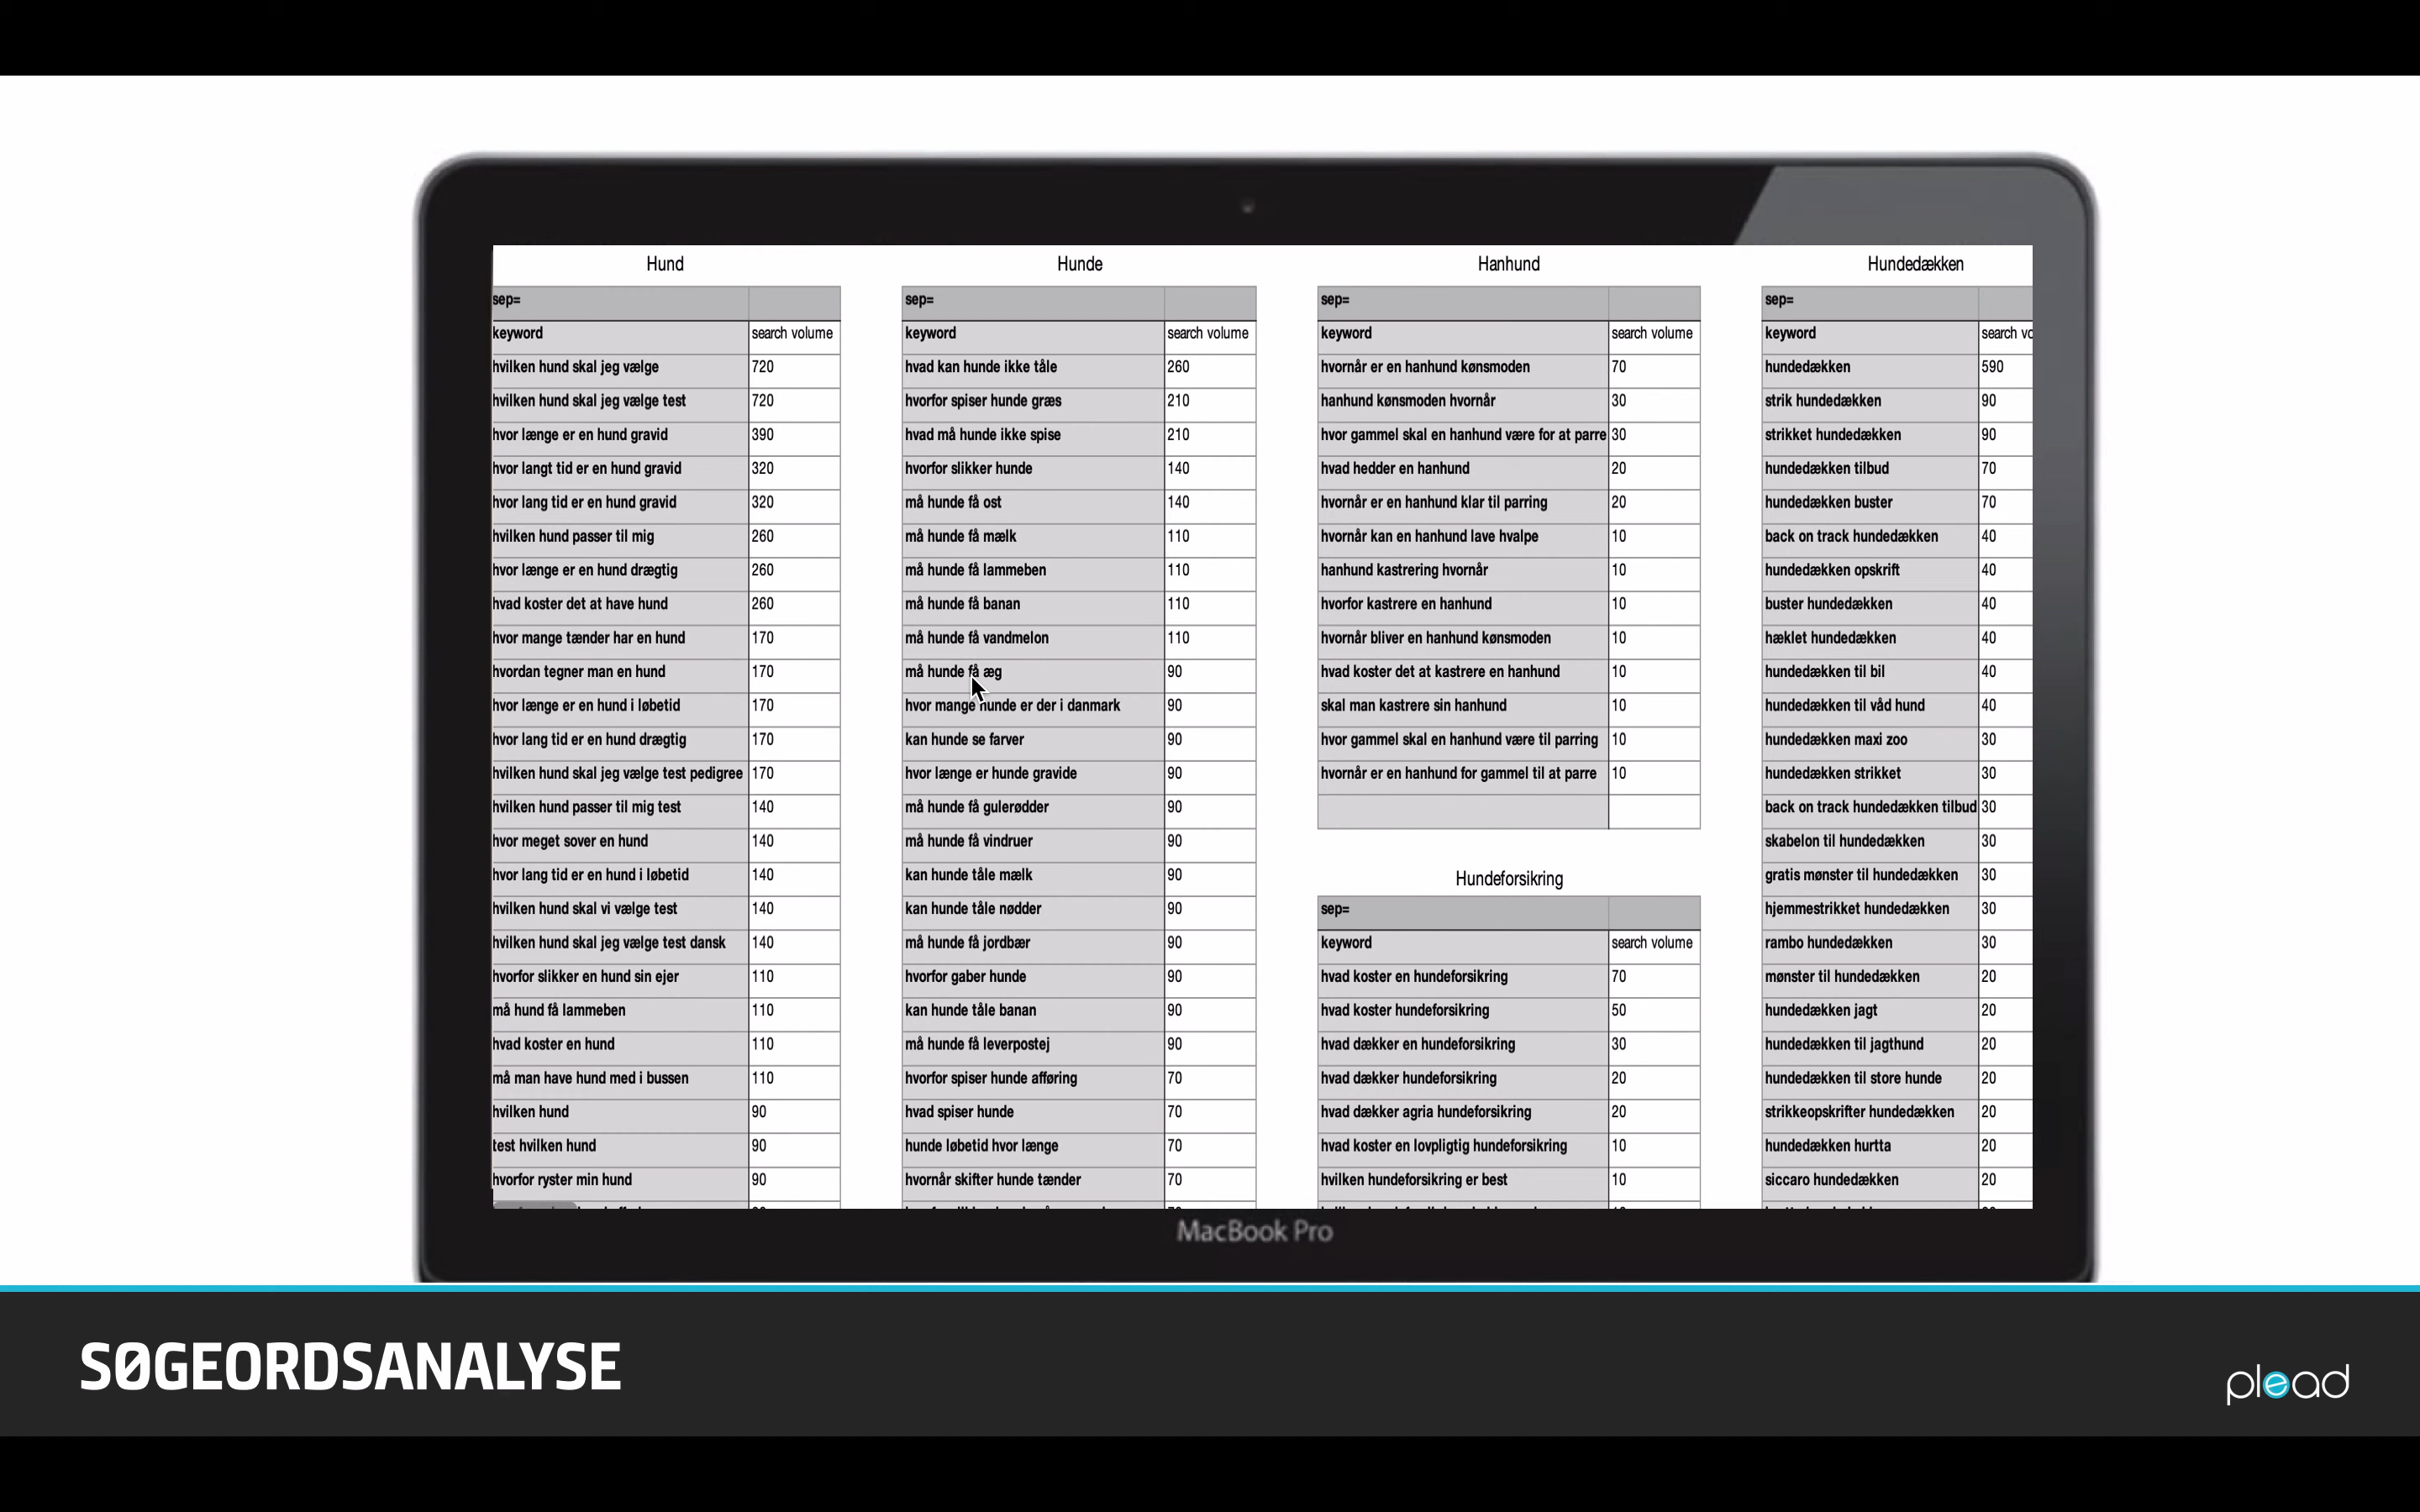 Hund
sep=
keyword search volume
hvilken hund skal jeg vælge 720
hvilken hund skal jeg vælge test 720
hvor længe er en hund gravid 390
hvor langt tid er en hund gravid 320
hvor lang tid er en hund gravid 320
hvilken hund passer til mig 260
hvor længe er en hund drægtig 260
hvad koster det at have hund 260
hvor mange tænder har en hund 170
hvordan tegner man en hund 170
hvor længe er en hund i løbetid 170
hvor lang tid er en hund drægtig 170
hvilken hund skal jeg vælge test pedigree 170
hvilken hund passer til mig test 140
hvor meget sover en hund 140
hvor lang tid er en hund i løbetid 140
hvilken hund skal vi vælge test 140
hvilken hund skal jeg vælge test dansk 140
hvorfor slikker en hund sin ejer 110
må hund få lammeben 110
hvad koster en hund 110
må man have hund med i bussen 110
hvilken hund 90
test hvilken hund 90
hvorfor ryster min hund 90
Hunde
sep=
keyword search volume
hvad kan hunde ikke tåle 260
hvorfor spiser hunde græs 210
hvad må hunde ikke spise 210
hvorfor slikker hunde 140
må hunde få ost 140
må hunde få mælk 110
må hunde få lammeben 110
må hunde få banan 110
må hunde få vandmelon 110
må hunde få æg 90
hvor mange hunde er der i danmark 90
kan hunde se farver 90
hvor længe er hunde gravide 90
må hunde få gulerødder 90
må hunde få vindruer 90
kan hunde tåle mælk 90
kan hunde tåle nødder 90
må hunde få jordbær 90
hvorfor gaber hunde 90
kan hunde tåle banan 90
må hunde få leverpostej 90
hvorfor spiser hunde afføring 70
hvad spiser hunde 70
hunde løbetid hvor længe 70
hvornår skifter hunde tænder 70
Hanhund
sep=
keyword search volume
hvornår er en hanhund kønsmoden 70
hanhund kønsmoden hvornår 30
hvor gammel skal en hanhund være for at parre 30
hvad hedder en hanhund 20
hvornår er en hanhund klar til parring 20
hvornår kan en hanhund lave hvalpe 10
hanhund kastrering hvornår 10
hvorfor kastrere en hanhund 10
hvornår bliver en hanhund kønsmoden 10
hvad koster det at kastrere en hanhund 10
skal man kastrere sin hanhund 10
hvor gammel skal en hanhund være til parring 10
hvornår er en hanhund for gammel til at parre 10
Hundeforsikring
sep=
keyword search volume
hvad koster en hundeforsikring 70
hvad koster hundeforsikring 50
hvad dækker en hundeforsikring 30
hvad dækker hundeforsikring 20
hvad dækker agria hundeforsikring 20
hvad koster en lovpligtig hundeforsikring 10
hvilken hundeforsikring er best 10
Hundedækken
sep=
keyword search vo
hundedækken 590
strik hundedækken 90
strikket hundedækken 90
hundedækken tilbud 70
hundedækken buster 70
back on track hundedækken 40
hundedækken opskrift 40
buster hundedækken 40
hæklet hundedækken 40
hundedækken til bil 40
hundedækken til våd hund 40
hundedækken maxi zoo 30
hundedækken strikket 30
back on track hundedækken tilbud 30
skabelon til hundedækken 30
gratis mønster til hundedækken 30
hjemmestrikket hundedækken 30
rambo hundedækken 30
mønster til hundedækken 20
hundedækken jagt 20
hundedækken til jagthund 20
hundedækken til store hunde 20
strikkeopskrifter hundedækken 20
hundedækken hurtta 20
siccaro hundedækken 20
MacBook Pro
SØGEORDSANALYSE
plead